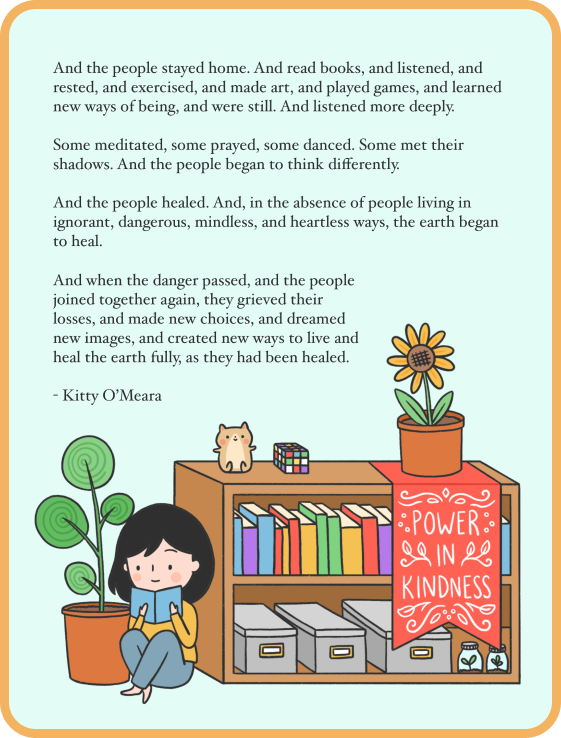 And the people stayed home. And read books, and listened, and
rested, and exercised, and made art, and played games, and learned
new ways of being, and were still. And listened more deeply.
Some meditated, some prayed, some danced. Some met their
shadows. And the people began to think differently.
And the people healed. And, in the absence of people living in
ignorant, dangerous, mindless, and heartless ways, the earth began
to heal.
And when the danger passed, and the people
joined together again, they grieved their
losses, and made new choices, and dreamed
new images, and created new ways to live and
heal the earth fully, as they had been healed.
- Kitty O’Meara
POWER
IN
KINDNESS